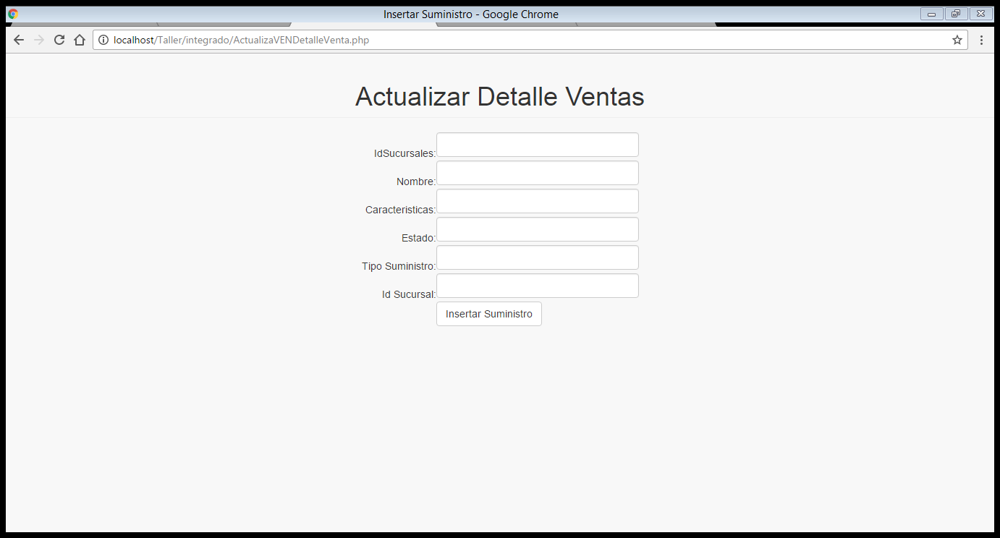 Insertar Suministro - Google Chrome
localhost/Taller/integrado/ActualizaVENDetalleVenta.php
Actualizar Detalle Ventas
IdSucursales:
Nombre:
Caracteristicas:
Estado:
Tipo Suministro:
Id Sucursal:
Insertar Suministro